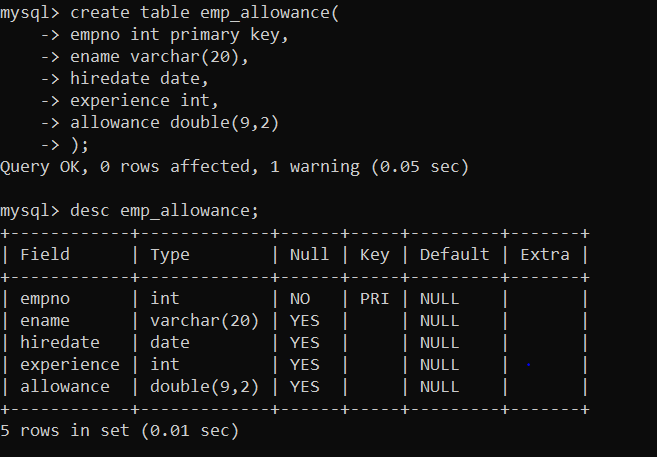 mysql> create table emp_allowance(
    -> empno int primary key,
    -> ename varchar(20),
    -> hiredate date,
    -> experience int,
    -> allowance double(9,2)
    -> );
Query OK, 0 rows affected, 1 warning (0.05 sec)

mysql> desc emp_allowance;
+------------+-------------+------+-----+---------+-------+
| Field      | Type        | Null | Key | Default | Extra |
+------------+-------------+------+-----+---------+-------+
| empno      | int         | NO   | PRI | NULL    |       |
| ename      | varchar(20) | YES  |     | NULL    |       |
| hiredate   | date        | YES  |     | NULL    |       |
| experience | int         | YES  |     | NULL    |       |
| allowance  | double(9,2) | YES  |     | NULL    |       |
+------------+-------------+------+-----+---------+-------+
5 rows in set (0.01 sec)